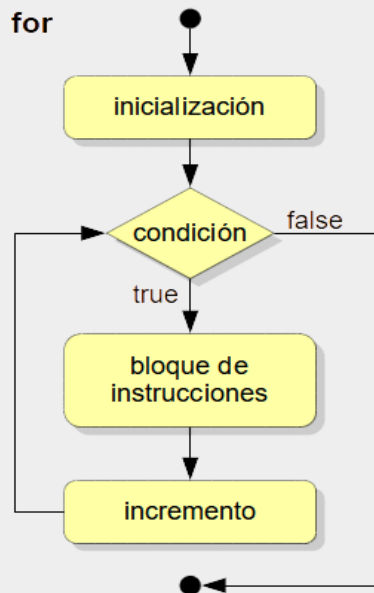 for
inicialización
condición
false
true
bloque de
instrucciones
incremento